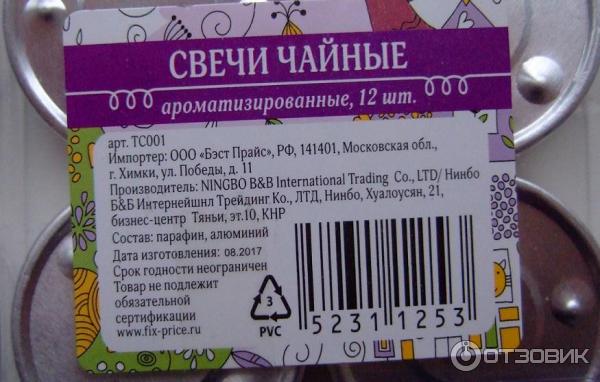 СВЕЧИ ЧАЙНЫЕ
ароматизированные, 12 шт.
арт. ТС001
Импортер: ООО «Бэст Прайс», РФ, 141401, Московская обл.,
г. Химки, ул. Победы, д. 11
Производитель: NINGBO B&B International Trading Co., LTD/ Нинбо
Б&Б Интернейшнл Трейдинг Ко., ЛТД, Нинбо, Хуалоусян, 21,
бизнес-центр Тяньи, эт.10, КНР
Состав: парафин, алюминий
Дата изготовления: 08.2017
Срок годности неограничен
Товар не подлежит
обязательной
сертификации
www.fix-price.ru
3
PVC
5231 1253
ОТЗОВИК